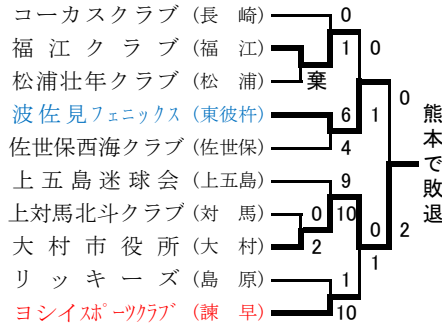 コーカスクラブ（長　崎） 0
福江クラブ（福　江） 1 0
松浦壮年クラブ（松　浦） 棄
0
波佐見フェニックス（東彼杵） 6 1
佐世保西海クラブ（佐世保） 4
上五島迷球会（上五島） 9
上対馬北斗クラブ（対　馬） 0 10
大村市役所（大　村） 2 0 2
1
リッキーズ（島　原） 1
ヨシイスポーツクラブ（諫　早） 10
熊本で敗退